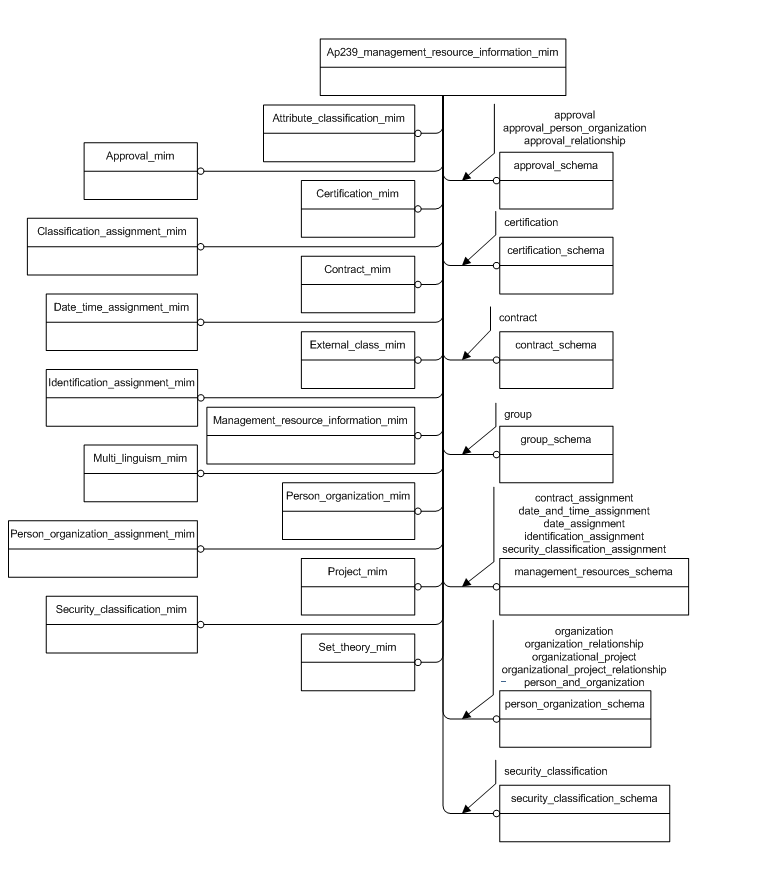 Ap239_management_resource_information_mim
Attribute_classification_mim
Approval_mim
Certification_mim
Classification_assignment_mim
Contract_mim
Date_time_assignment_mim
External_class_mim
Identification_assignment_mim
Management_resource_information_mim
Multi_linguism_mim
Person_organization_mim
Person_organization_assignment_mim
Project_mim
Security_classification_mim
Set_theory_mim
approval
approval_person_organization
approval_relationship
approval_schema
certification
certification_schema
contract
contract_schema
group
group_schema
contract_assignment
date_and_time_assignment
date_assignment
identification_assignment
security_classification_assignment
management_resources_schema
organization
organization_relationship
organizational_project
organizational_project_relationship
person_and_organization
person_organization_schema
security_classification
security_classification_schema